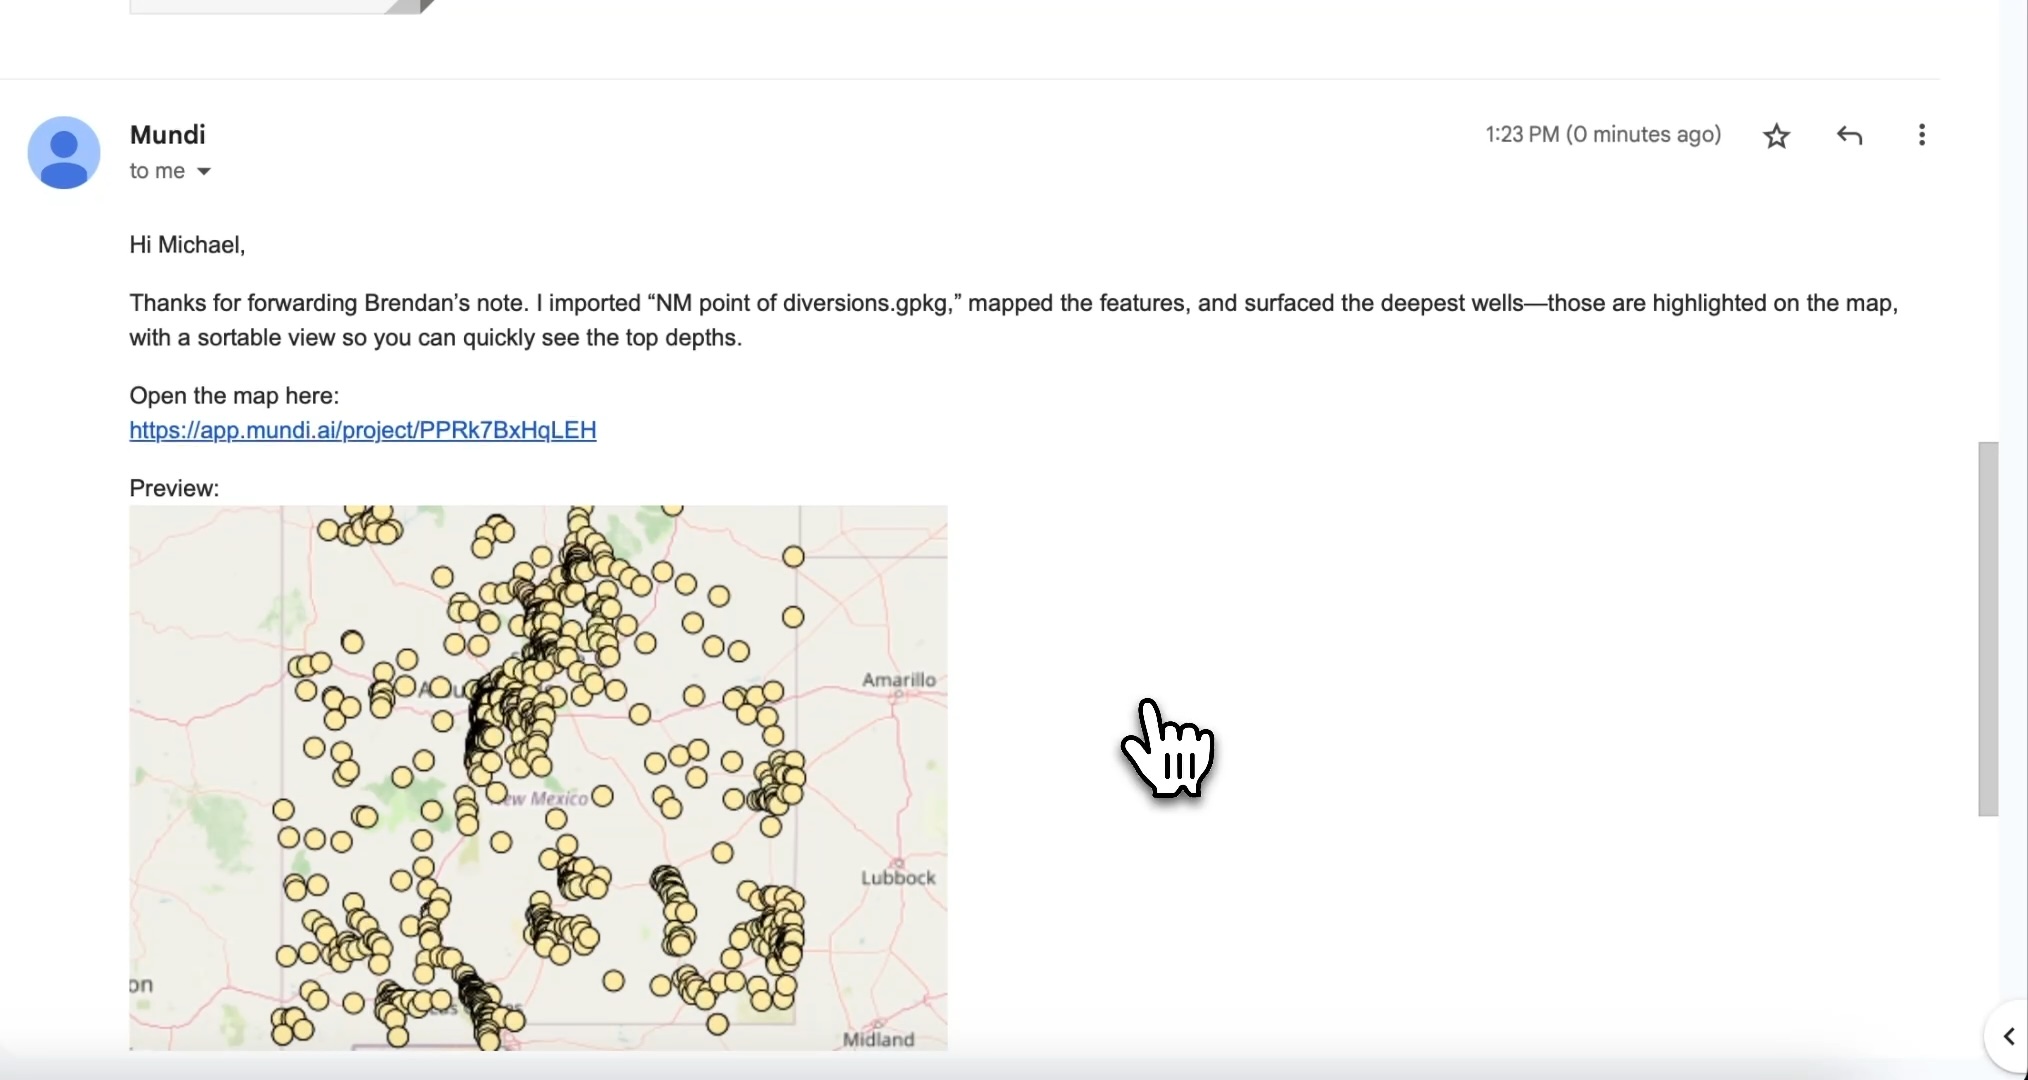 Mundi
1:23 PM (0 minutes ago)
to me
Hi Michael,
Thanks for forwarding Brendan’s note. I imported “NM point of diversions.gpkg,” mapped the features, and surfaced the deepest wells—those are highlighted on the map,
with a sortable view so you can quickly see the top depths.
Open the map here:
https://app.mundi.ai/project/PPRk7BxHqLEH
Preview:
Amarillo
ew Mexico
Lubbock
on
Midland